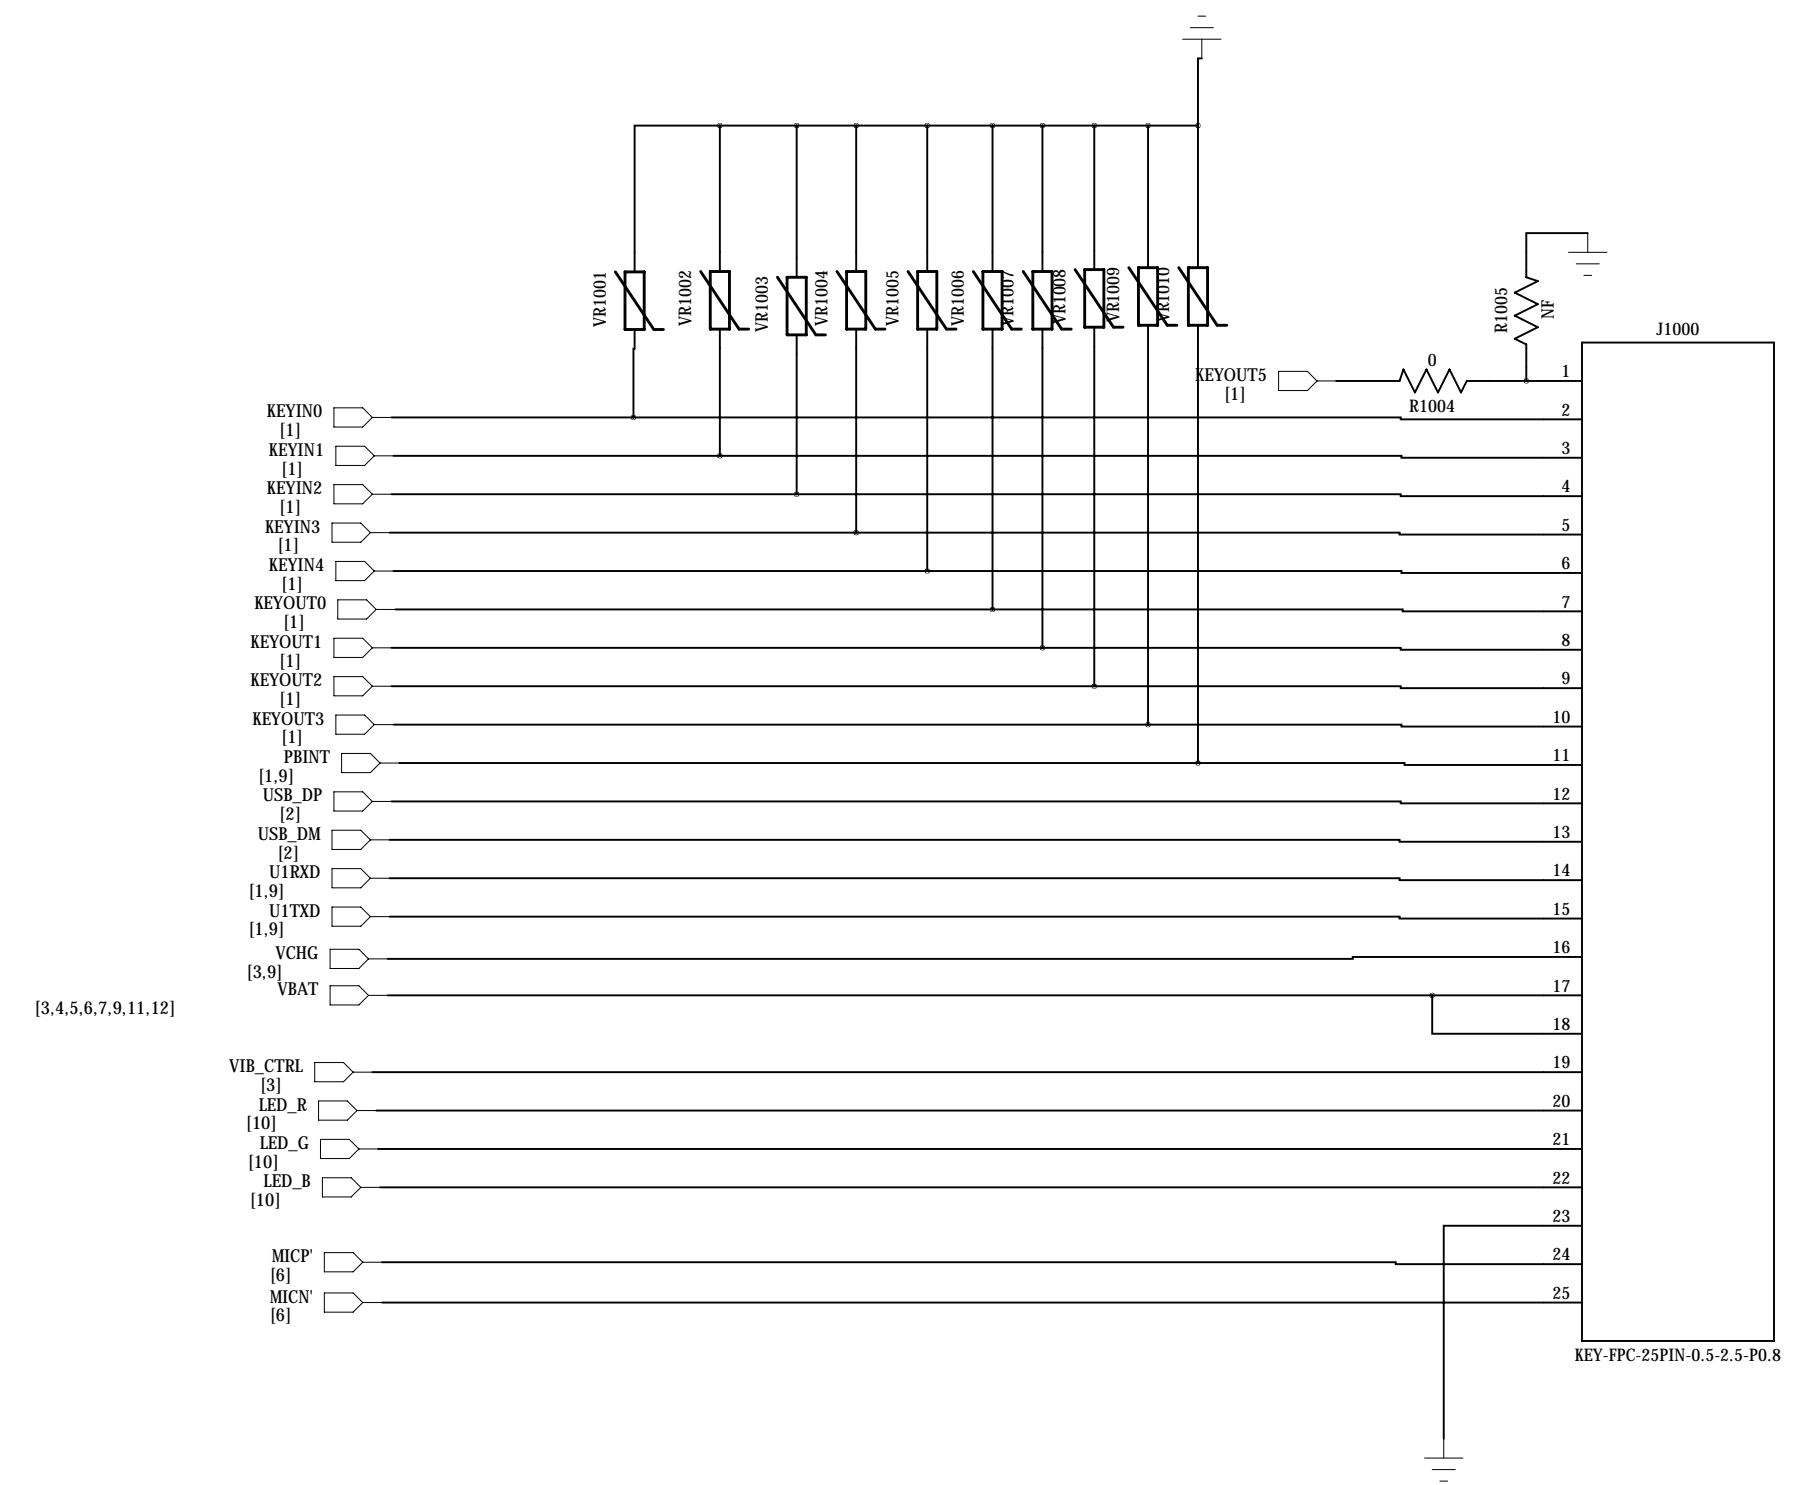 VR1001
VR1002
VR1003
VR1004
VR1005
VR1006
VR1007
VR1008
VR1009
VR1010
R1005
NF
J1000
0
KEYOUT5
[1]
R1004
1
KEYIN0
[1]
2
KEYIN1
[1]
3
KEYIN2
[1]
4
KEYIN3
[1]
5
KEYIN4
[1]
6
KEYOUT0
[1]
7
KEYOUT1
[1]
8
KEYOUT2
[1]
9
KEYOUT3
[1]
10
PBINT
[1,9]
11
USB_DP
[2]
12
USB_DM
[2]
13
U1RXD
[1,9]
14
U1TXD
[1,9]
15
VCHG
[3,9]
16
VBAT
[3,4,5,6,7,9,11,12]
17
18
VIB_CTRL
[3]
19
LED_R
[10]
20
LED_G
[10]
21
LED_B
[10]
22
23
MICP'
[6]
24
MICN'
[6]
25
KEY-FPC-25PIN-0.5-2.5-P0.8